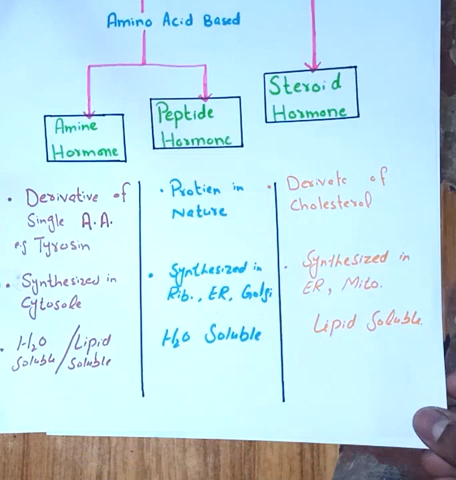 Amino Acid Based
Amine
Hormone
Peptide
Hormone
Steroid
Hormone
• Derivative of
Single A.A.
eg Tyrosin
• Synthesized in
Cytosole
• H₂O / Lipid
Soluble / Soluble
• Protien in
Nature
• Synthesized in
Rib., ER, Golgi
H₂O Soluble
• Derivate of
Cholesterol
• Synthesized in
ER, Mito.
Lipid Soluble.